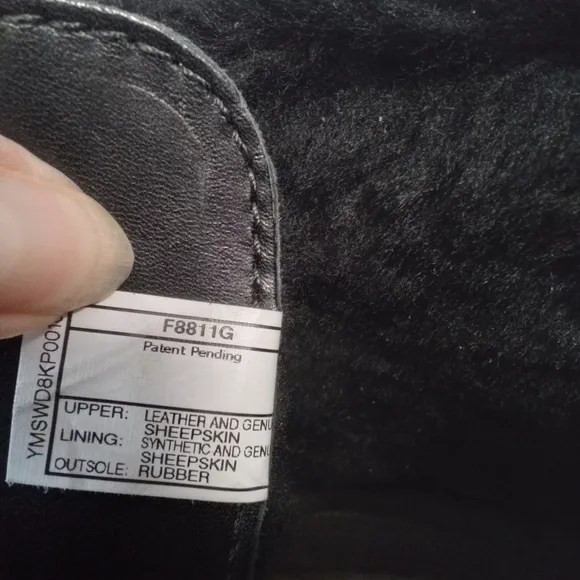 F8811G
Patent Pending
UPPER: LEATHER AND GENU
SHEEPSKIN
LINING: SYNTHETIC AND GENU
SHEEPSKIN
OUTSOLE: RUBBER
YMSWD8KP001